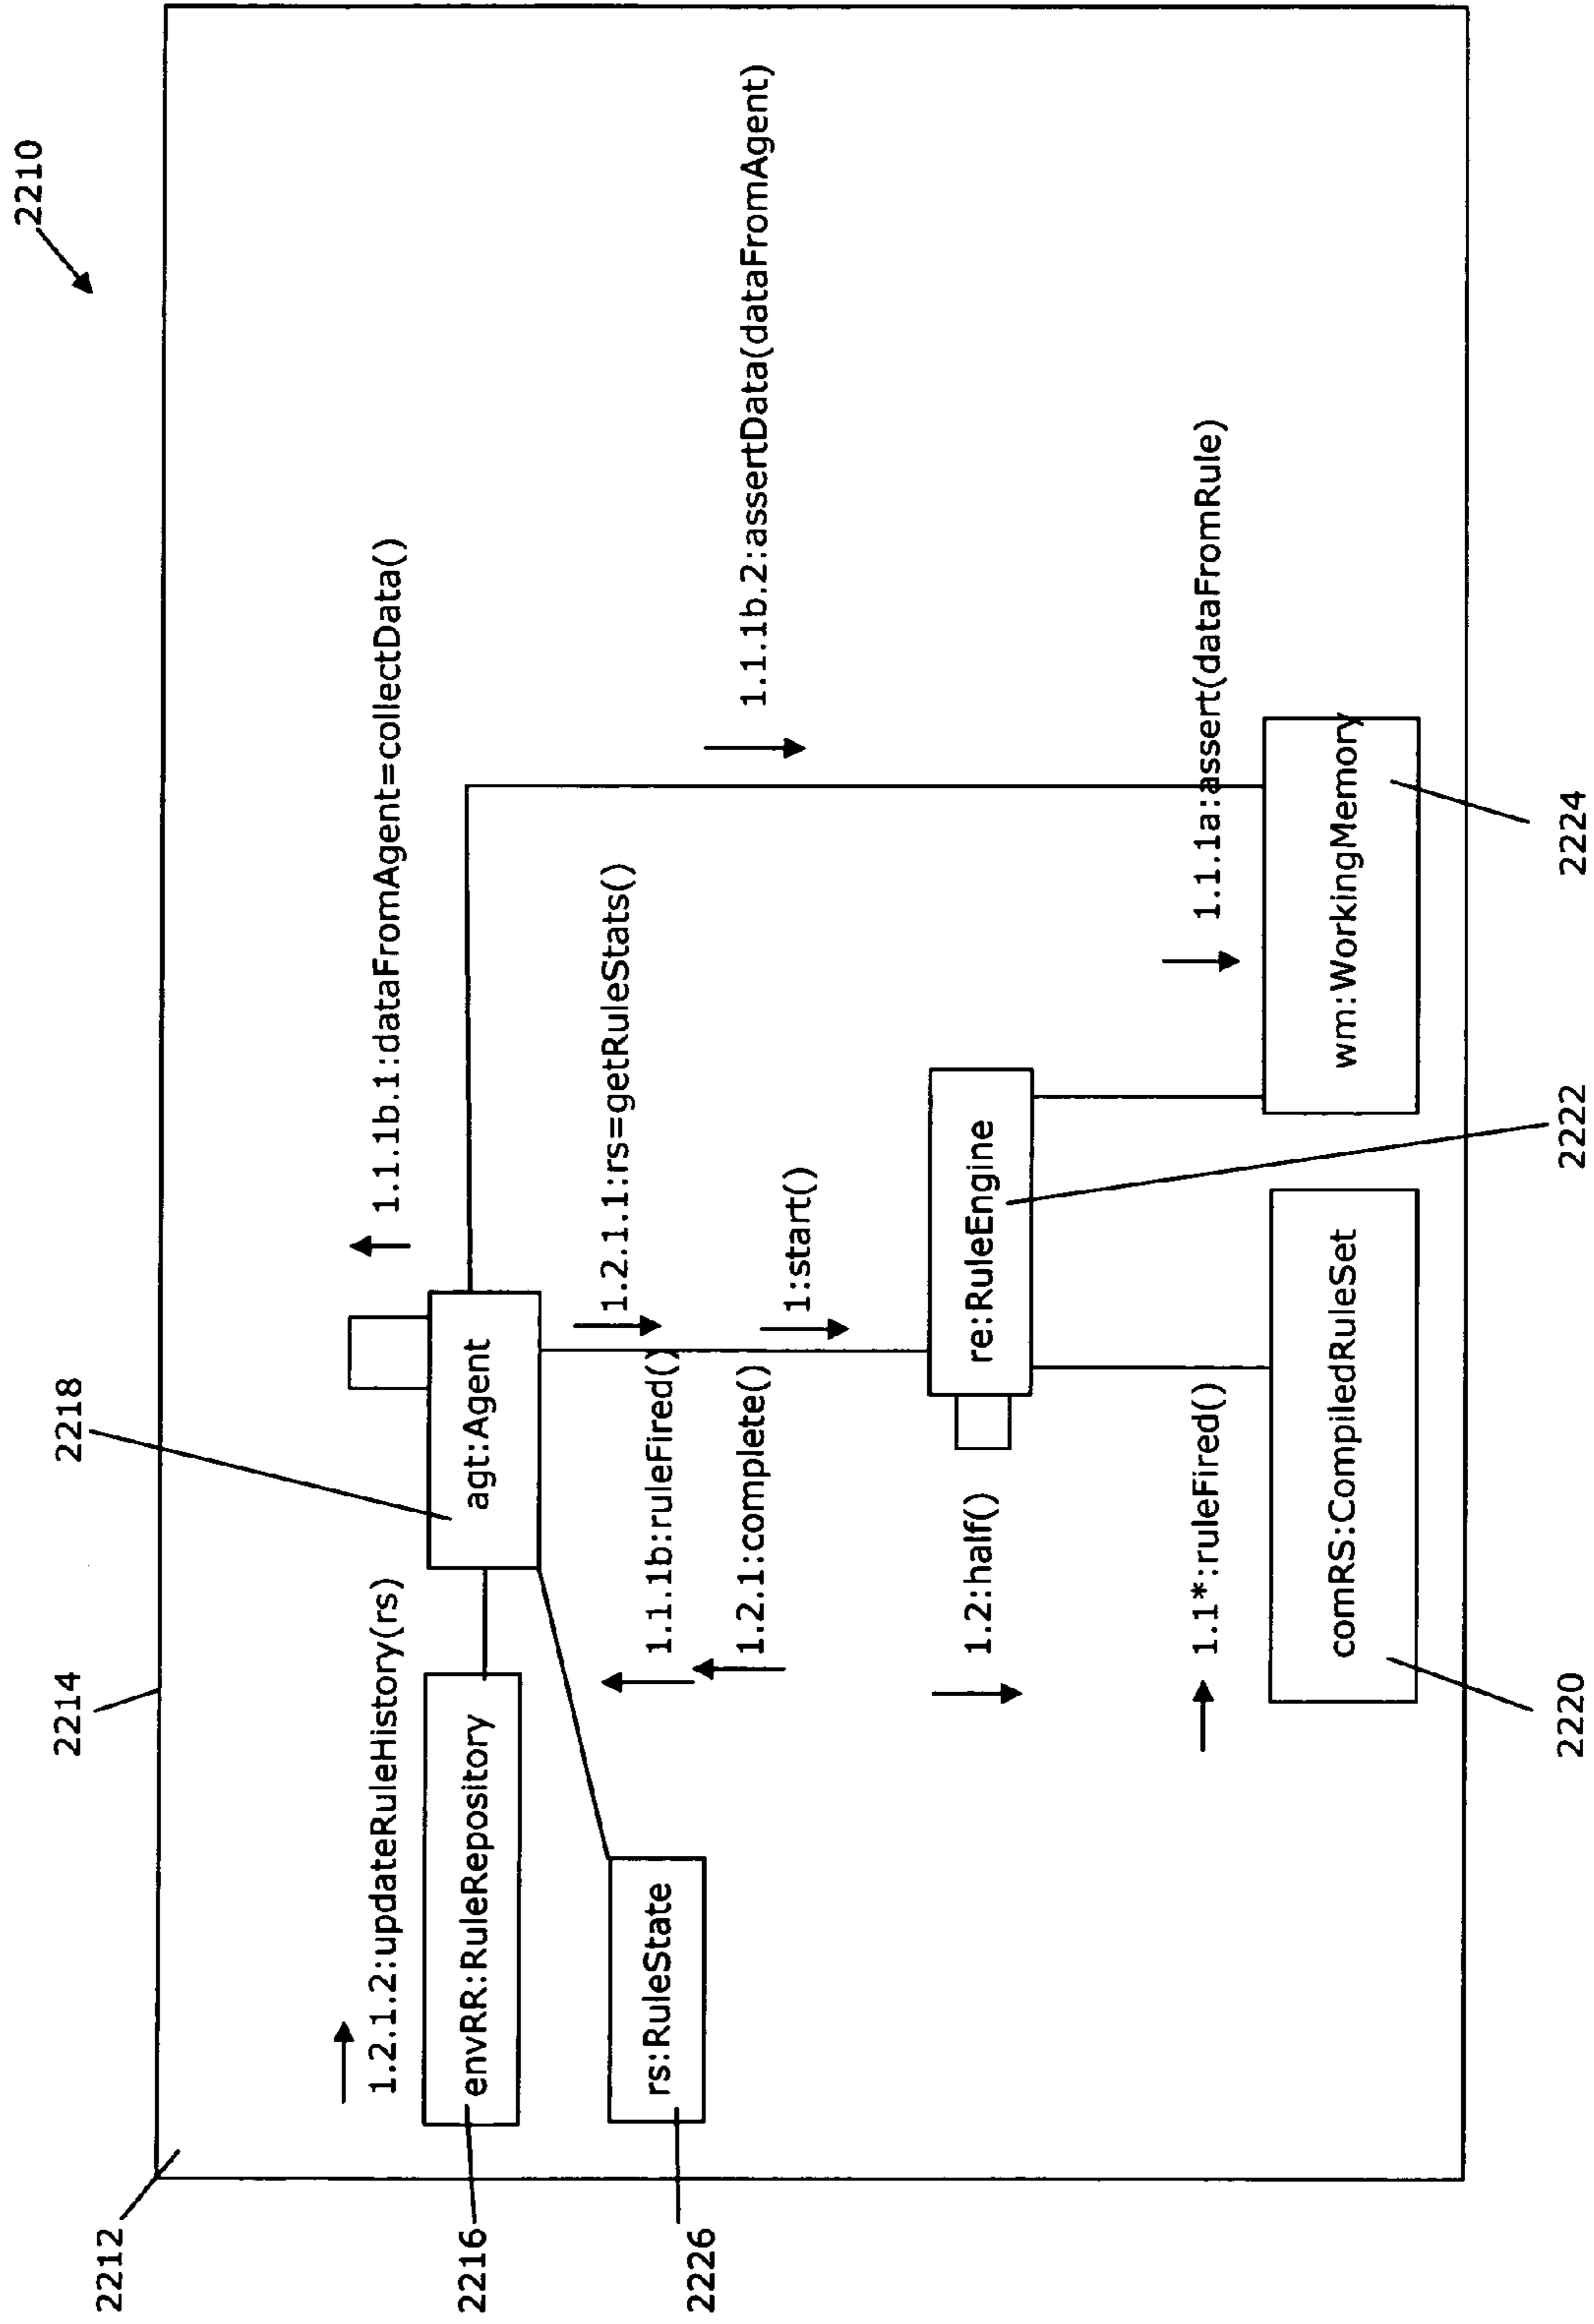 2210
2214
2218
2212
1.1.1b.1:dataFromAgent=collectData()
1.2.1.2:updateRuleHistory(rs)
envRR:RuleRepository
agt:Agent
2216
1.2.1.1:rs=getRuleStats()
1.1.1b:ruleFired()
rs:RuleState
2226
1.1.1b.2:assertData(dataFromAgent)
1.2.1:complete()
1:start()
1.2:half()
re:RuleEngine
1.1*:ruleFired()
1.1.1a:assert(dataFromRule)
comRS:CompiledRuleSet
wm:WorkingMemory
2220
2222
2224